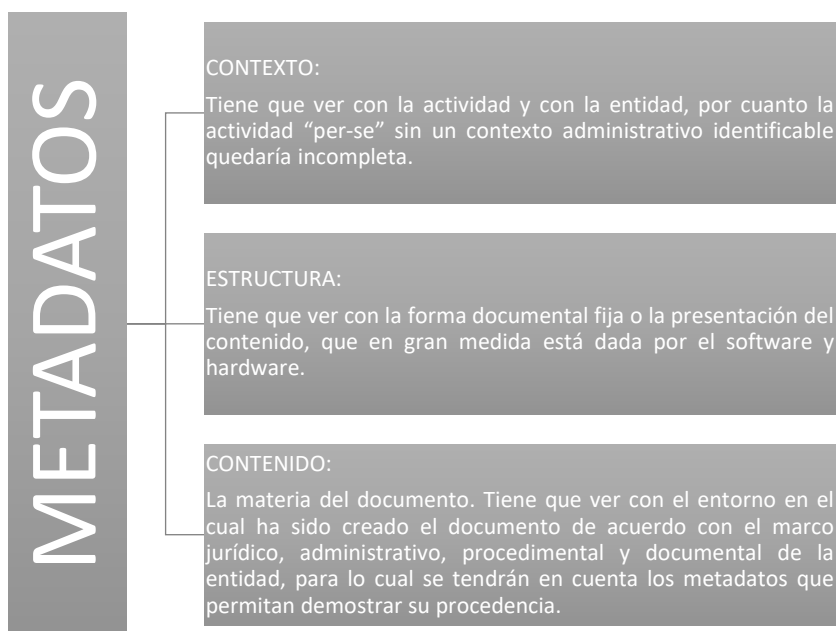 METADATOS
CONTEXTO:
Tiene que ver con la actividad y con la entidad, por cuanto la
actividad “per-se” sin un contexto administrativo identificable
quedaría incompleta.
ESTRUCTURA:
Tiene que ver con la forma documental fija o la presentación del
contenido, que en gran medida está dada por el software y
hardware.
CONTENIDO:
La materia del documento. Tiene que ver con el entorno en el
cual ha sido creado el documento de acuerdo con el marco
jurídico, administrativo, procedimental y documental de la
entidad, para lo cual se tendrán en cuenta los metadatos que
permitan demostrar su procedencia.